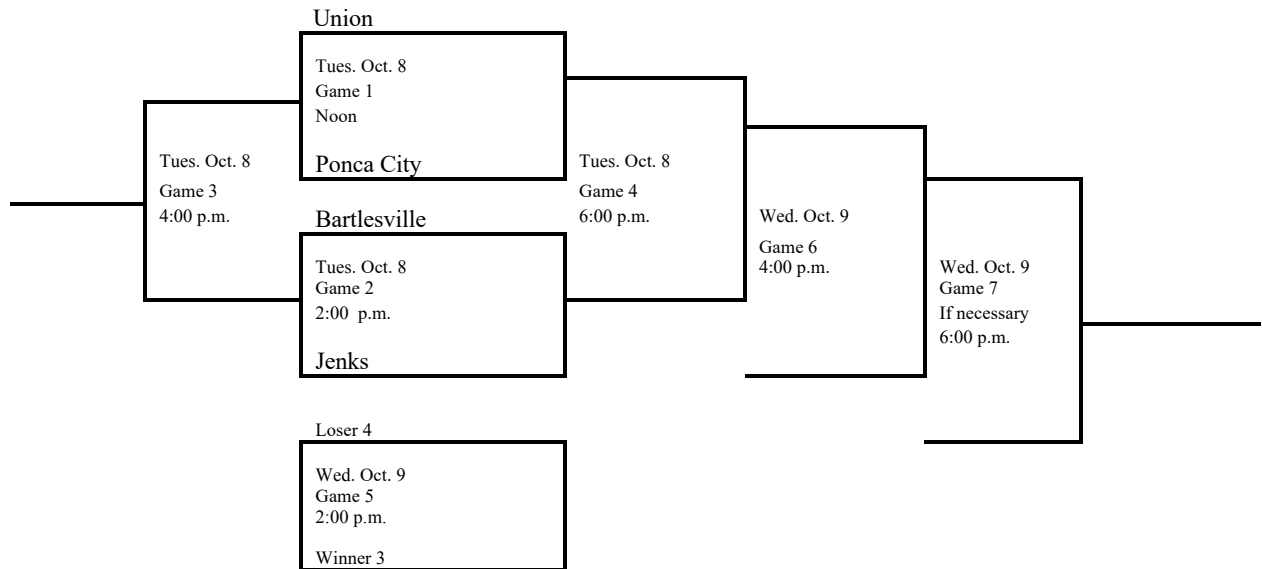 Union
Tues. Oct. 8
Game 1
Noon
Ponca City
Tues. Oct. 8
Game 3
4:00 p.m.
Tues. Oct. 8
Game 4
6:00 p.m.
Bartlesville
Tues. Oct. 8
Game 2
2:00  p.m.
Jenks
Wed. Oct. 9
Game 6
4:00 p.m.
Wed. Oct. 9
Game 7
If necessary
6:00 p.m.
Loser 4
Wed. Oct. 9
Game 5
2:00 p.m.
Winner 3